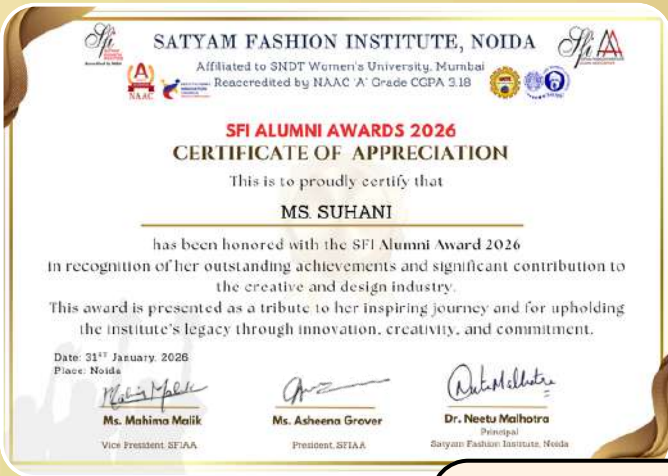 SATYAM FASHION INSTITUTE, NOIDA
Affiliated to SNDT Women's University, Mumbai
Reaccredited by NAAC 'A' Grade CGPA 3.18
NAAC
SFI ALUMNI AWARDS 2026
CERTIFICATE OF APPRECIATION
This is to proudly certify that
MS. SUHANI
has been honored with the SFI Alumni Award 2026
in recognition of her outstanding achievements and significant contribution to
the creative and design industry.
This award is presented as a tribute to her inspiring journey and for upholding
the institute's legacy through innovation, creativity, and commitment.
Date: 31ST January, 2026
Place: Noida
Ms. Mahima Malik
Vice President, SFIAA
Ms. Asheena Grover
President, SFIAA
Dr. Neetu Malhotra
Principal
Satyam Fashion Institute, Noida